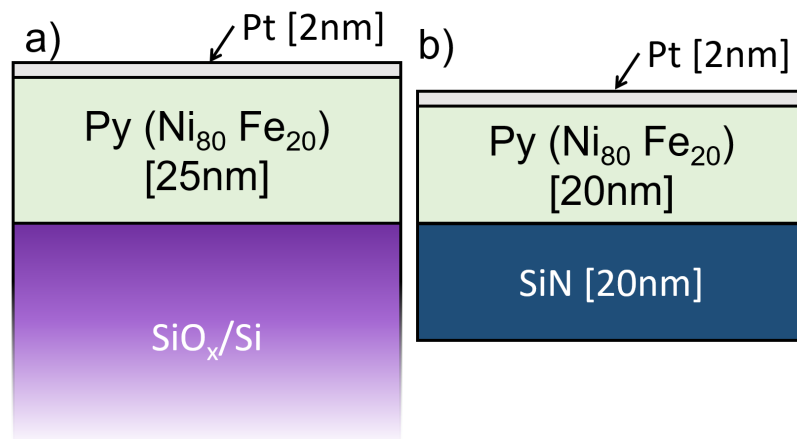 a)
Pt [2nm]
Py (Ni₈₀ Fe₂₀)
[25nm]
SiOₓ/Si
b)
Pt [2nm]
Py (Ni₈₀ Fe₂₀)
[20nm]
SiN [20nm]